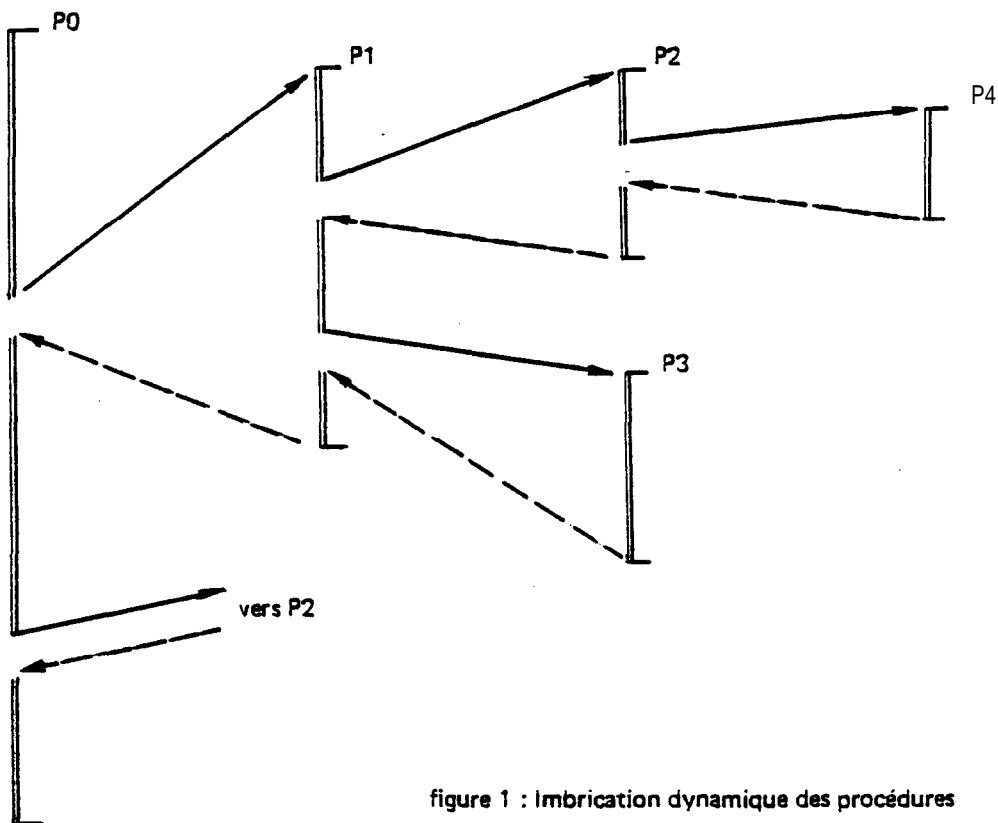 P0
P1
P2
P4
P3
vers P2
figure 1 : Imbrication dynamique des procédures